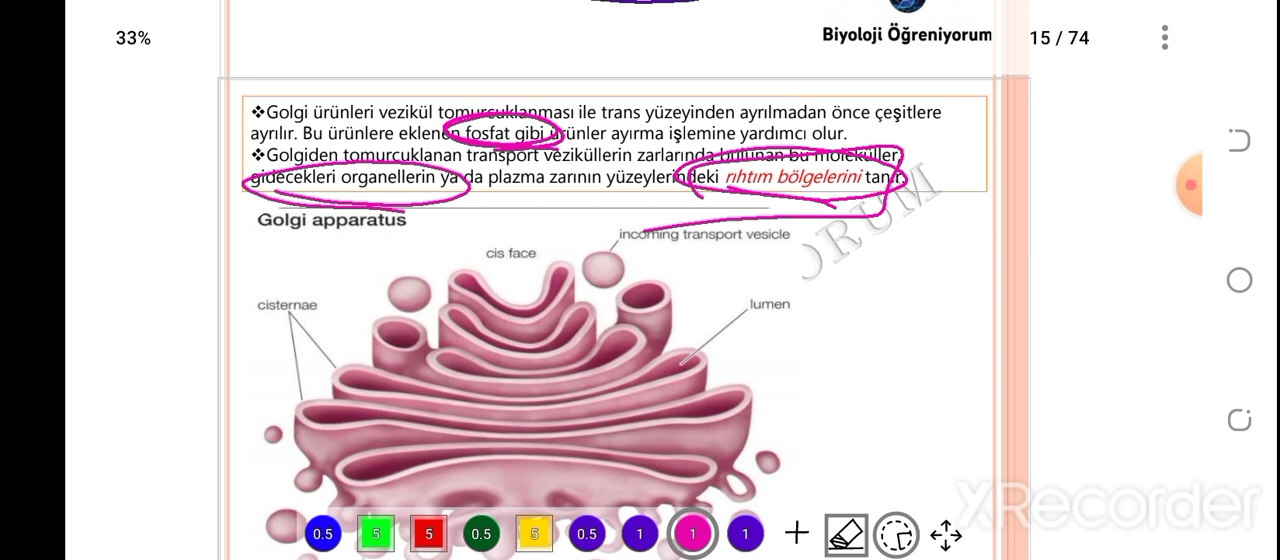 33%
Biyoloji Öğreniyorum
15 / 74
❖Golgi ürünleri vezikül tomurcuklanması ile trans yüzeyinden ayrılmadan önce çeşitlere
ayrılır. Bu ürünlere eklenen fosfat gibi ürünler ayırma işlemine yardımcı olur.
❖Golgiden tomurcuklanan transport veziküllerin zarlarında bulunan bu moleküller,
gidecekleri organellerin ya da plazma zarının yüzeylerindeki rıhtım bölgelerini tanır.
ORUM
Golgi apparatus
incoming transport vesicle
cis face
cisternae
lumen
XRecorder
0.5 5 5 0.5 5 0.5 1 1 1